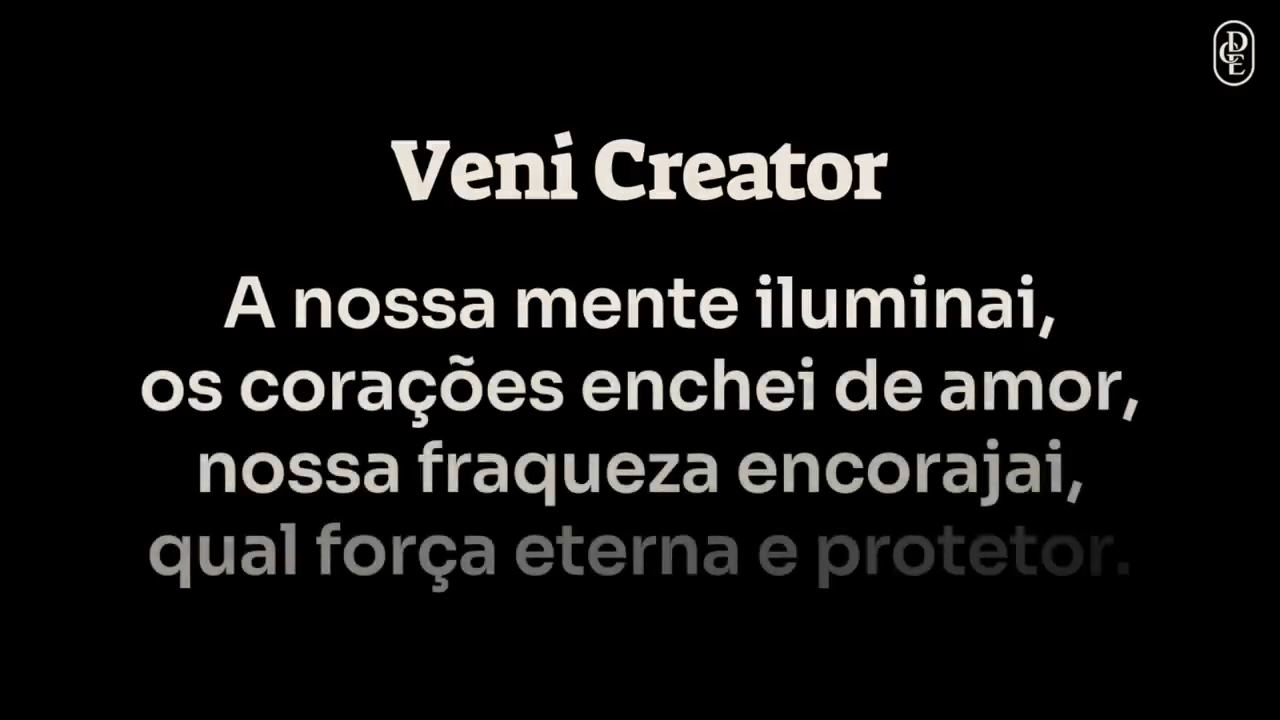 Veni Creator
A nossa mente iluminai,
os corações enchei de amor,
nossa fraqueza encorajai,
qual força eterna e protetor.